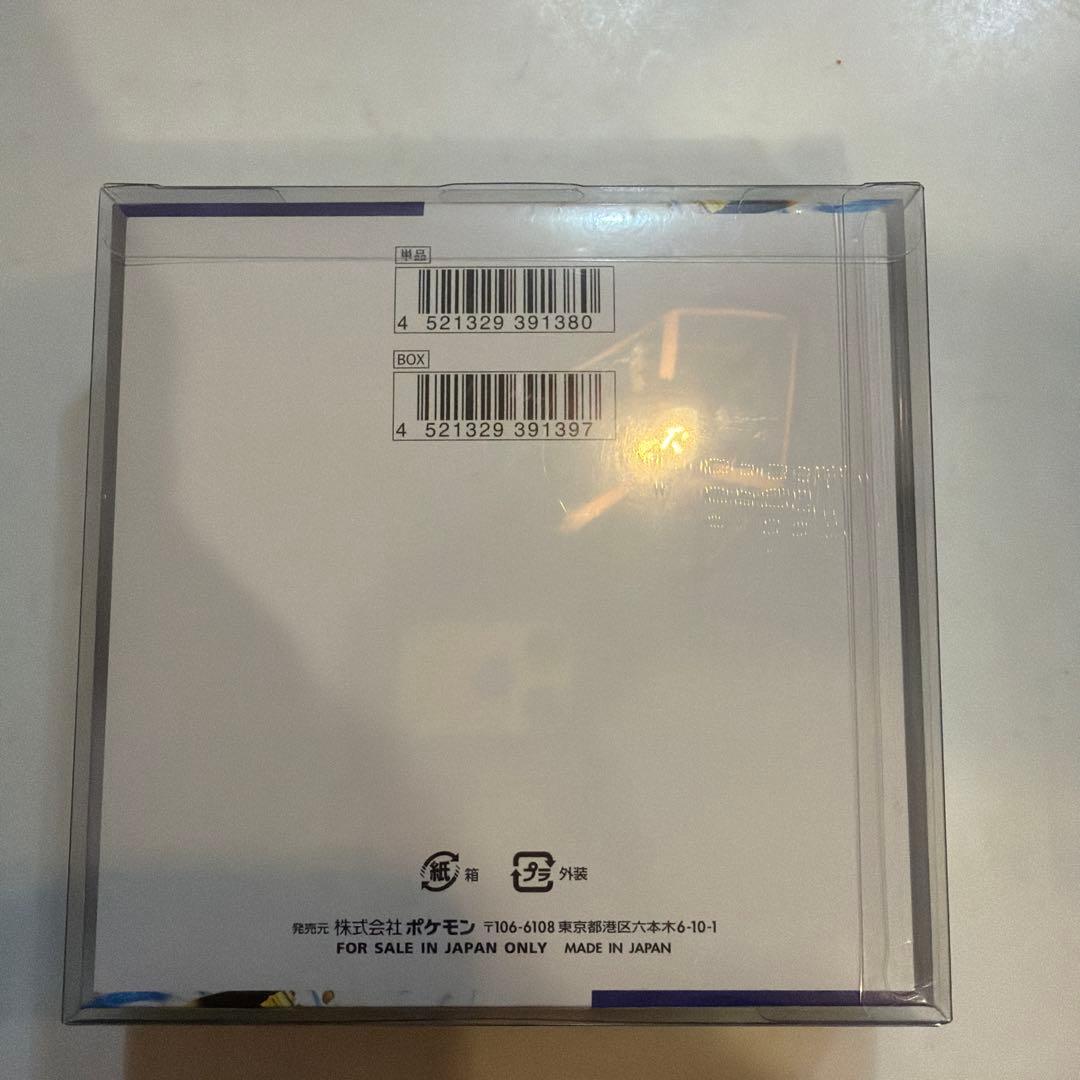 単品
4 521329 391380
BOX
4 521329 391397
紙 箱 プラ 外装
発売元 株式会社 ポケモン 〒106-6108 東京都港区六本木6-10-1
FOR SALE IN JAPAN ONLY MADE IN JAPAN